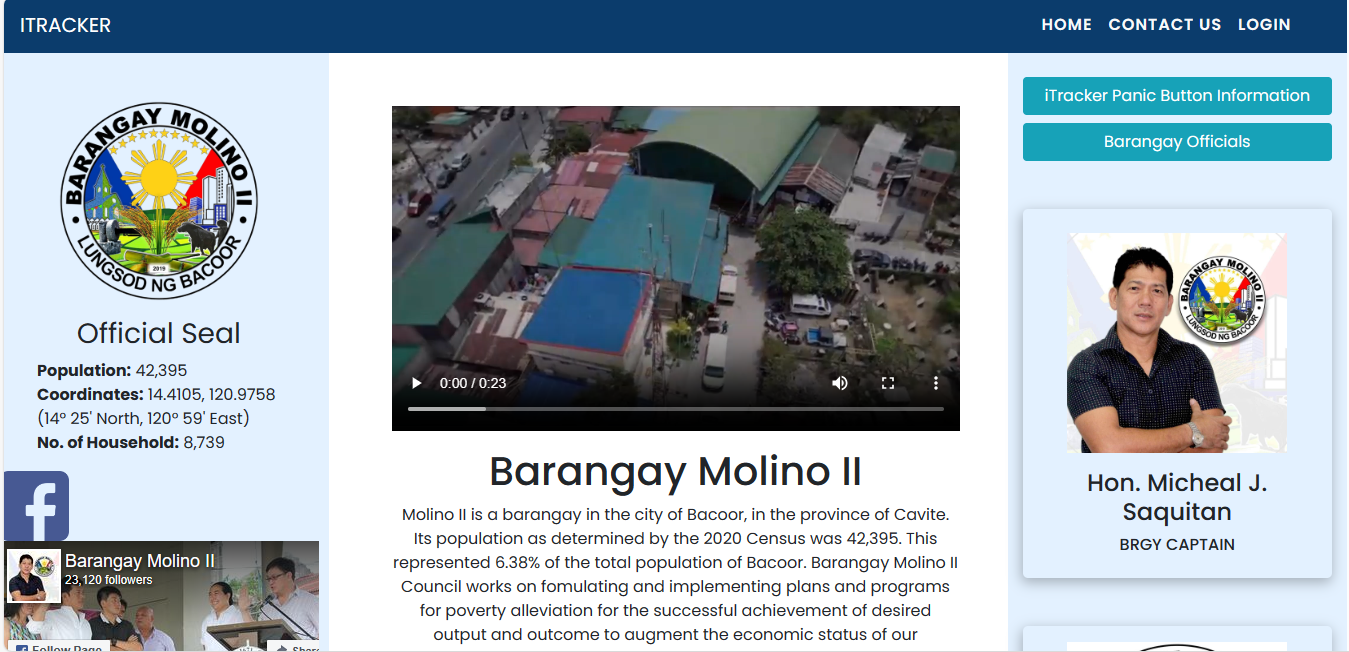 ITRACKER
HOME CONTACT US LOGIN
BARANGAY MOLINO II
2019
LUNGSOD NG BACOOR
Official Seal
Population: 42,395
Coordinates: 14.4105, 120.9758
(14° 25' North, 120° 59' East)
No. of Household: 8,739
Barangay Molino II
23,120 followers
Follow Page
Share
0:00 / 0:23
Barangay Molino II
Molino II is a barangay in the city of Bacoor, in the province of Cavite.
Its population as determined by the 2020 Census was 42,395. This
represented 6.38% of the total population of Bacoor. Barangay Molino II
Council works on fomulating and implementing plans and programs
for poverty alleviation for the successful achievement of desired
output and outcome to augment the economic status of our
iTracker Panic Button Information
Barangay Officials
BARANGAY MOLINO II
LUNGSOD NG BACOOR
Hon. Micheal J.
Saquitan
BRGY CAPTAIN